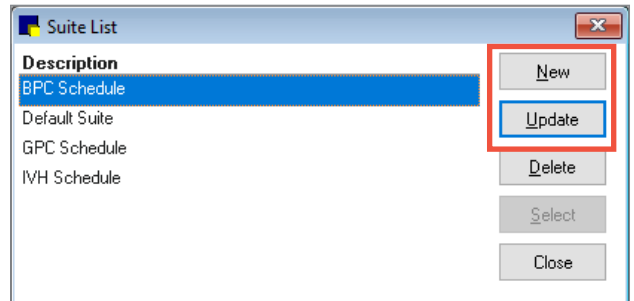 Suite List
Description
BPC Schedule
Default Suite
GPC Schedule
IVH Schedule
New
Update
Delete
Select
Close